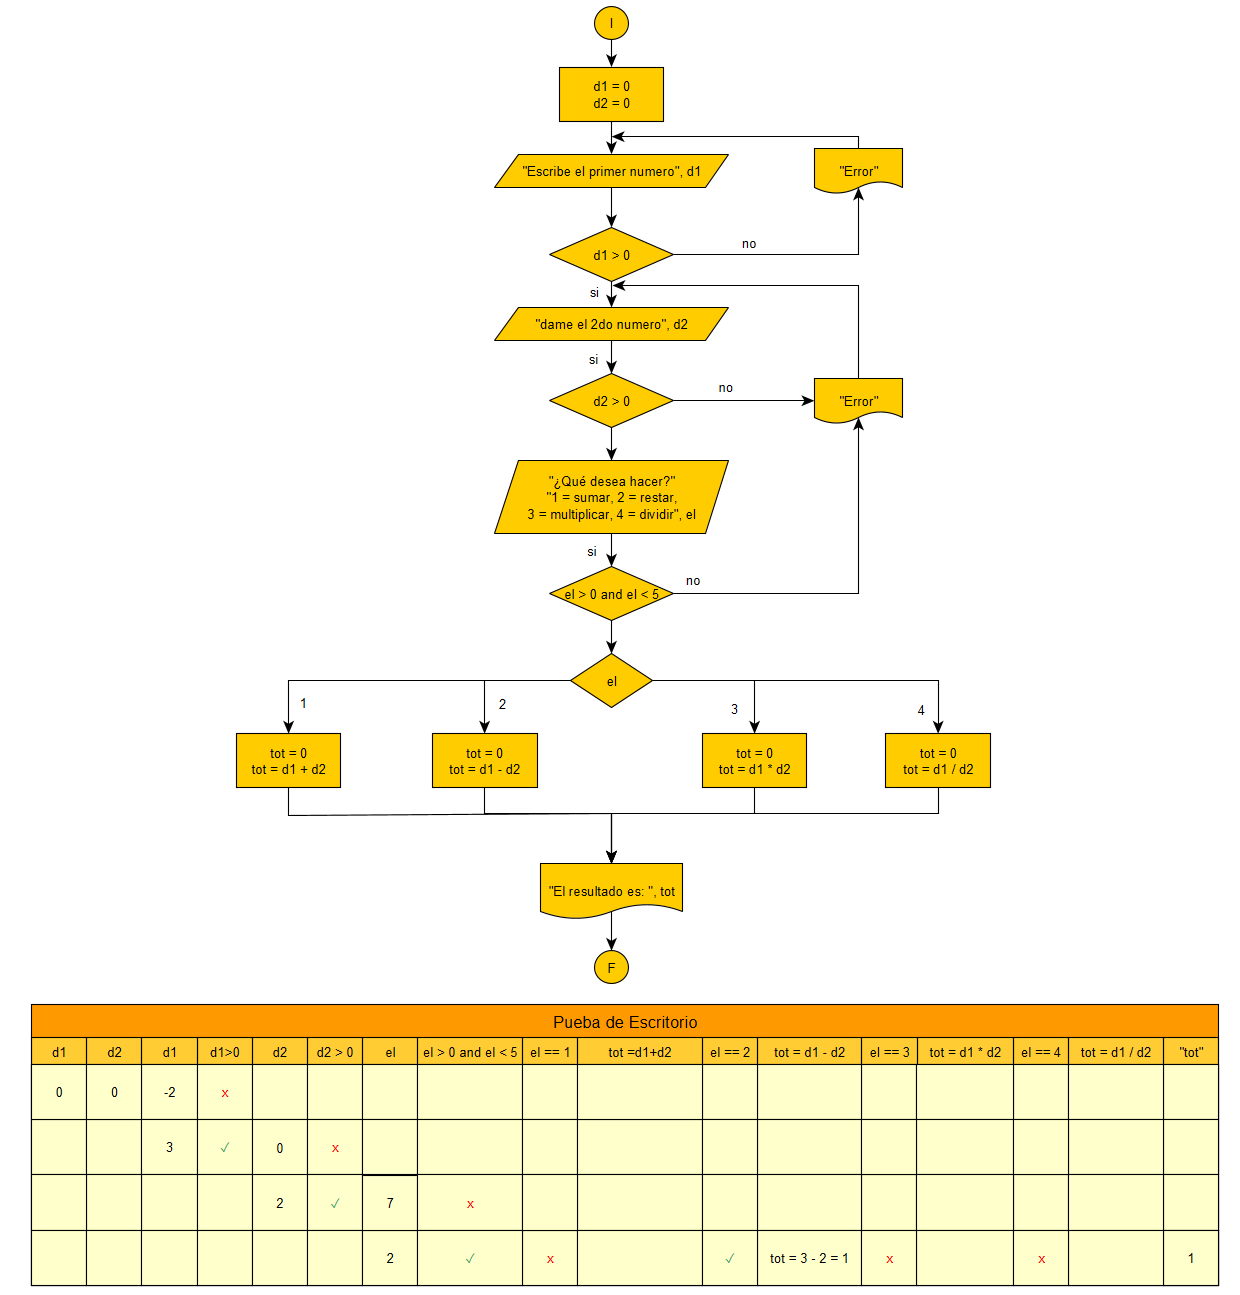 I
d1 = 0
d2 = 0
"Escribe el primer numero", d1
"Error"
no
d1 > 0
si
"dame el 2do numero", d2
si
no
d2 > 0
"Error"
"¿Qué desea hacer?"
"1 = sumar, 2 = restar,
3 = multiplicar, 4 = dividir", el
si
no
el > 0 and el < 5
el
1
2
3
4
tot = 0
tot = d1 + d2
tot = 0
tot = d1 - d2
tot = 0
tot = d1 * d2
tot = 0
tot = d1 / d2
"El resultado es: ", tot
F
Pueba de Escritorio
d1 d2 d1 d1>0 d2 d2 > 0 el el > 0 and el < 5 el == 1 tot =d1+d2 el == 2 tot = d1 - d2 el == 3 tot = d1 * d2 el == 4 tot = d1 / d2 "tot"
0 0 -2 x
3 ✓ 0 x
2 ✓ 7 x
2 ✓ x ✓ tot = 3 - 2 = 1 x x 1